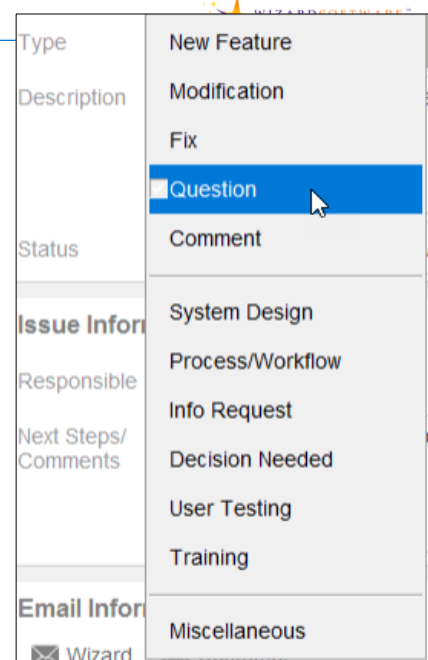 WIZARDSOFTWARE
Type
New Feature
Description
Modification
Fix
Question
Comment
Status
System Design
Issue Infor
Process/Workflow
Responsible
Info Request
Next Steps/
Comments
Decision Needed
User Testing
Training
Email Infor
Miscellaneous
Wizard